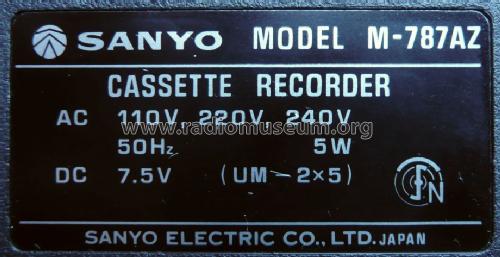 SANYO MODEL M-787AZ
CASSETTE RECORDER
AC 110V, 220V, 240V
www.radiomuseum.org
50Hz 5W
DC 7.5V (UM-2×5)
SANYO ELECTRIC CO., LTD. JAPAN